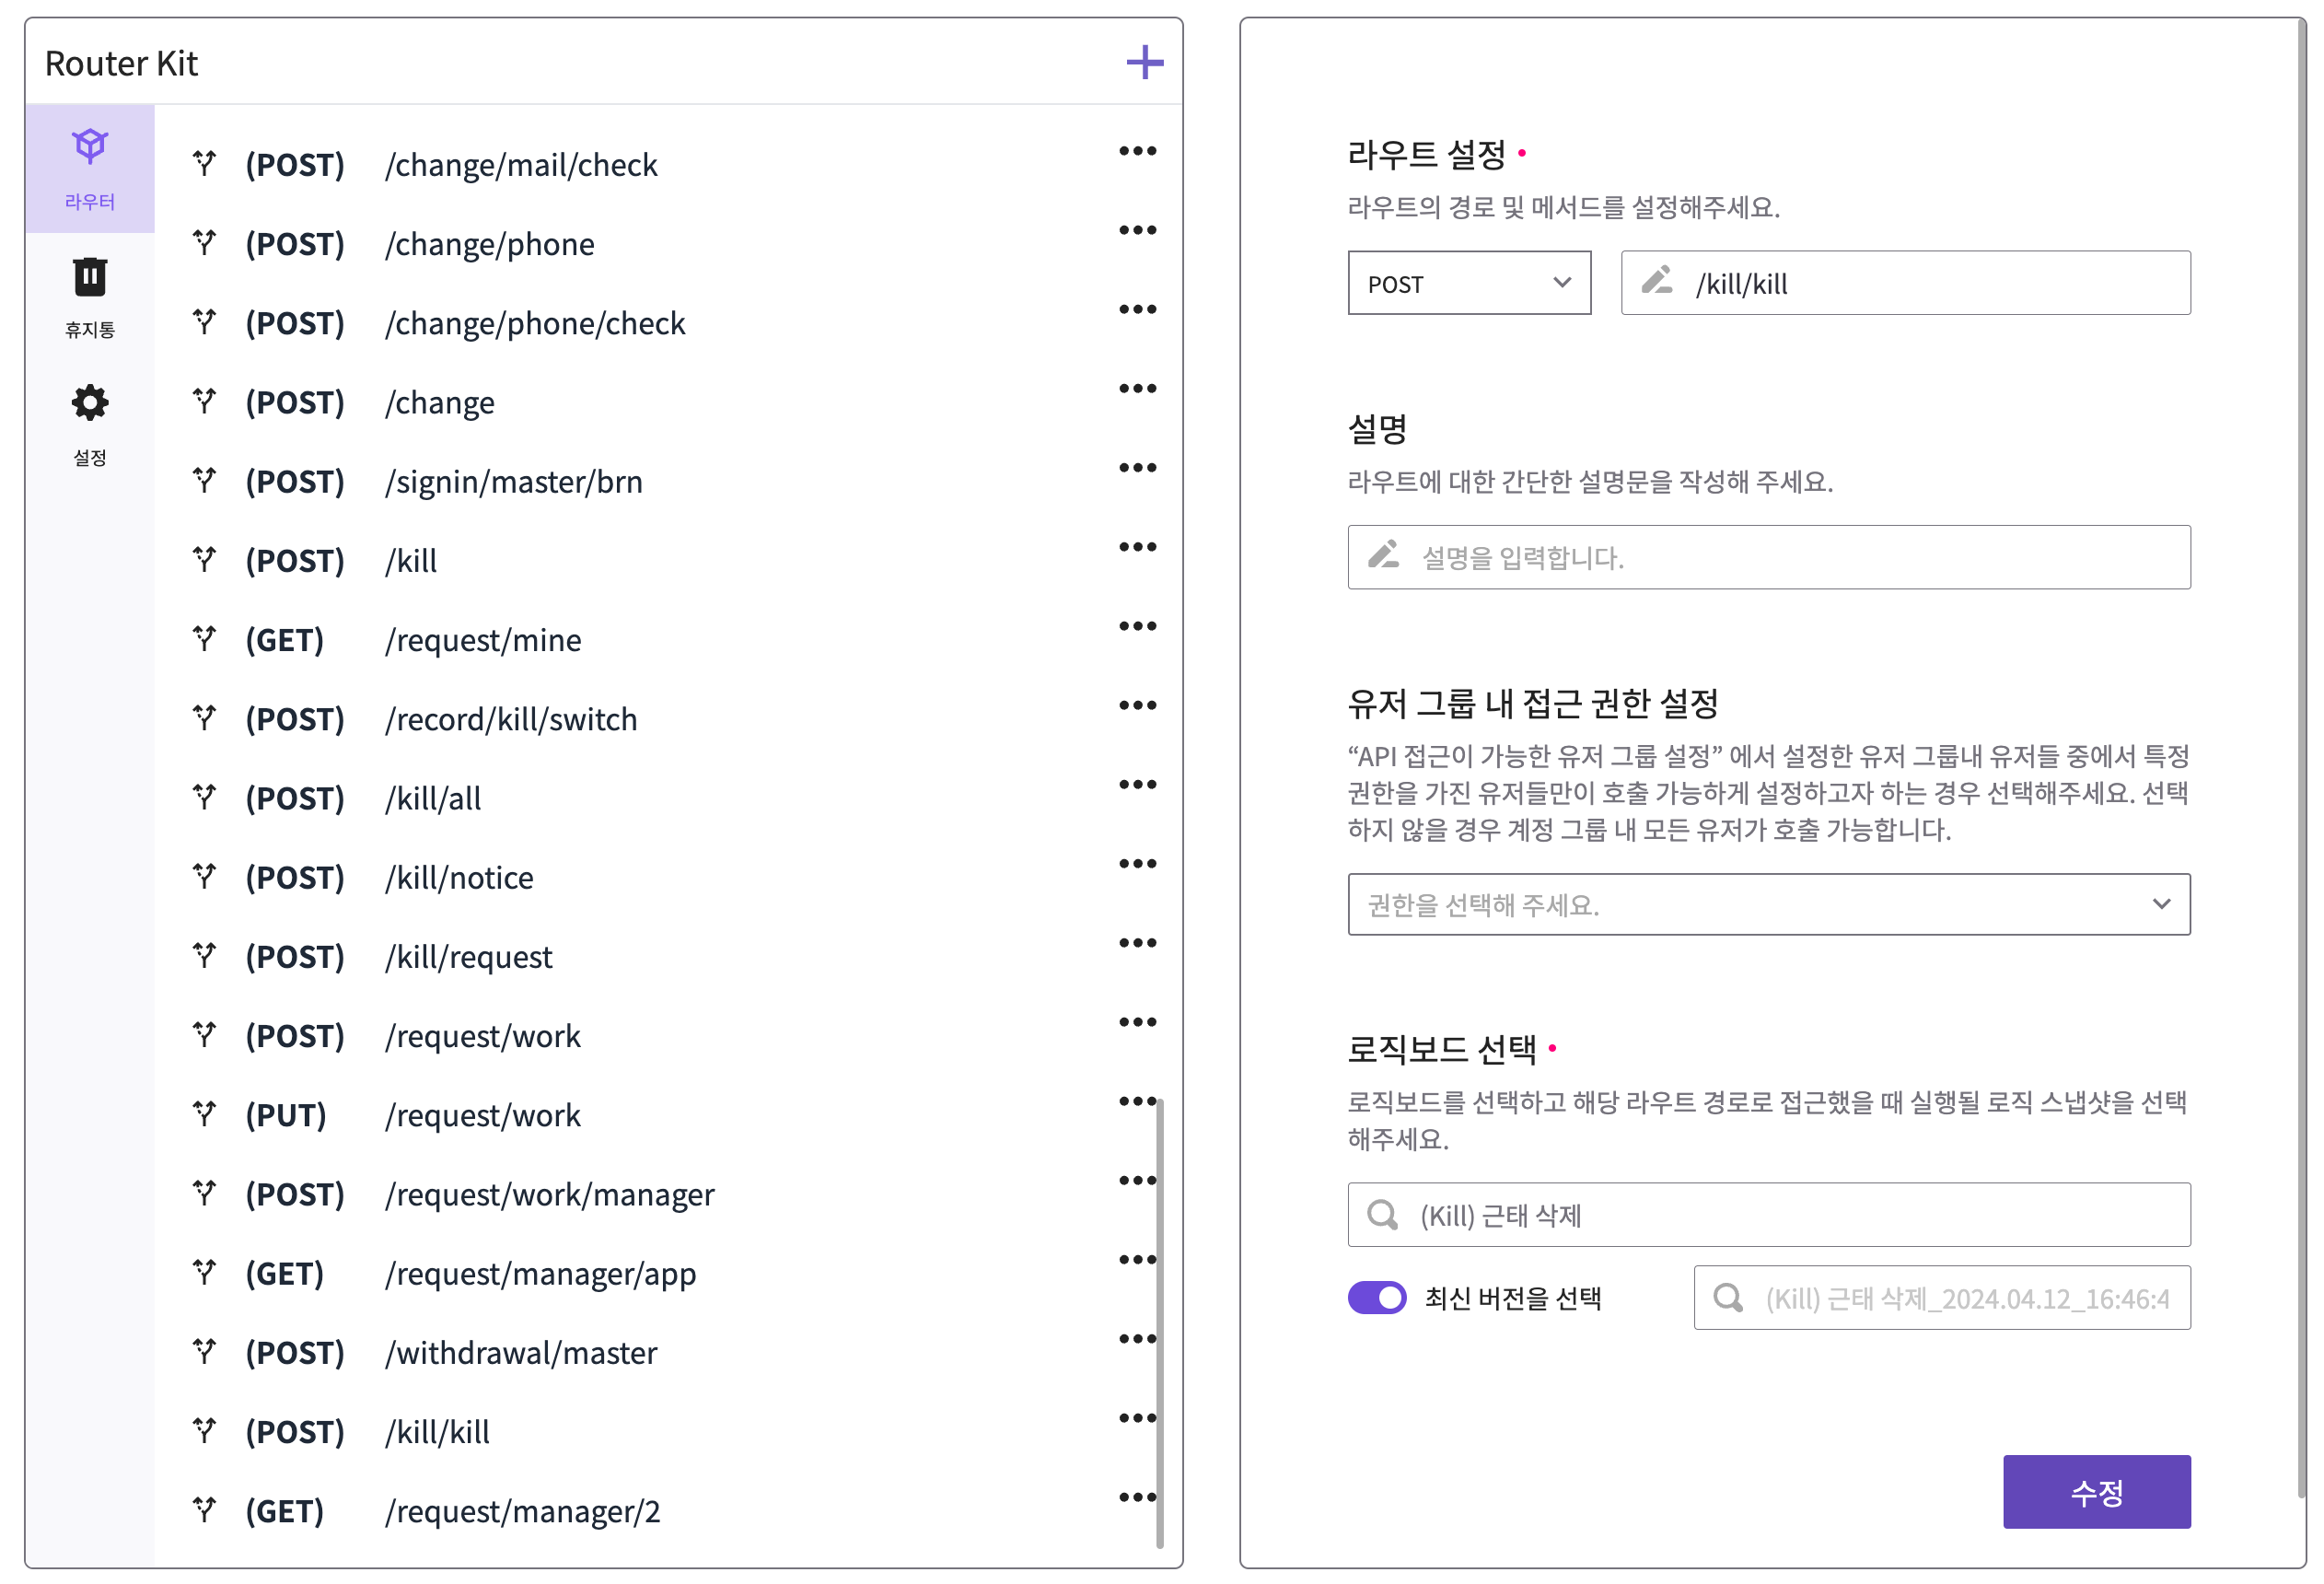 Router Kit
라우터
휴지통
설정
(POST) /change/mail/check
(POST) /change/phone
(POST) /change/phone/check
(POST) /change
(POST) /signin/master/brn
(POST) /kill
(GET) /request/mine
(POST) /record/kill/switch
(POST) /kill/all
(POST) /kill/notice
(POST) /kill/request
(POST) /request/work
(PUT) /request/work
(POST) /request/work/manager
(GET) /request/manager/app
(POST) /withdrawal/master
(POST) /kill/kill
(GET) /request/manager/2
라우트 설정
라우트의 경로 및 메서드를 설정해주세요.
POST /kill/kill
설명
라우트에 대한 간단한 설명문을 작성해 주세요.
설명을 입력합니다.
유저 그룹 내 접근 권한 설정
“API 접근이 가능한 유저 그룹 설정” 에서 설정한 유저 그룹내 유저들 중에서 특정
권한을 가진 유저들만이 호출 가능하게 설정하고자 하는 경우 선택해주세요. 선택
하지 않을 경우 계정 그룹 내 모든 유저가 호출 가능합니다.
권한을 선택해 주세요.
로직보드 선택
로직보드를 선택하고 해당 라우트 경로로 접근했을 때 실행될 로직 스냅샷을 선택
해주세요.
(Kill) 근태 삭제
최신 버전을 선택 (Kill) 근태 삭제_2024.04.12_16:46:4
수정